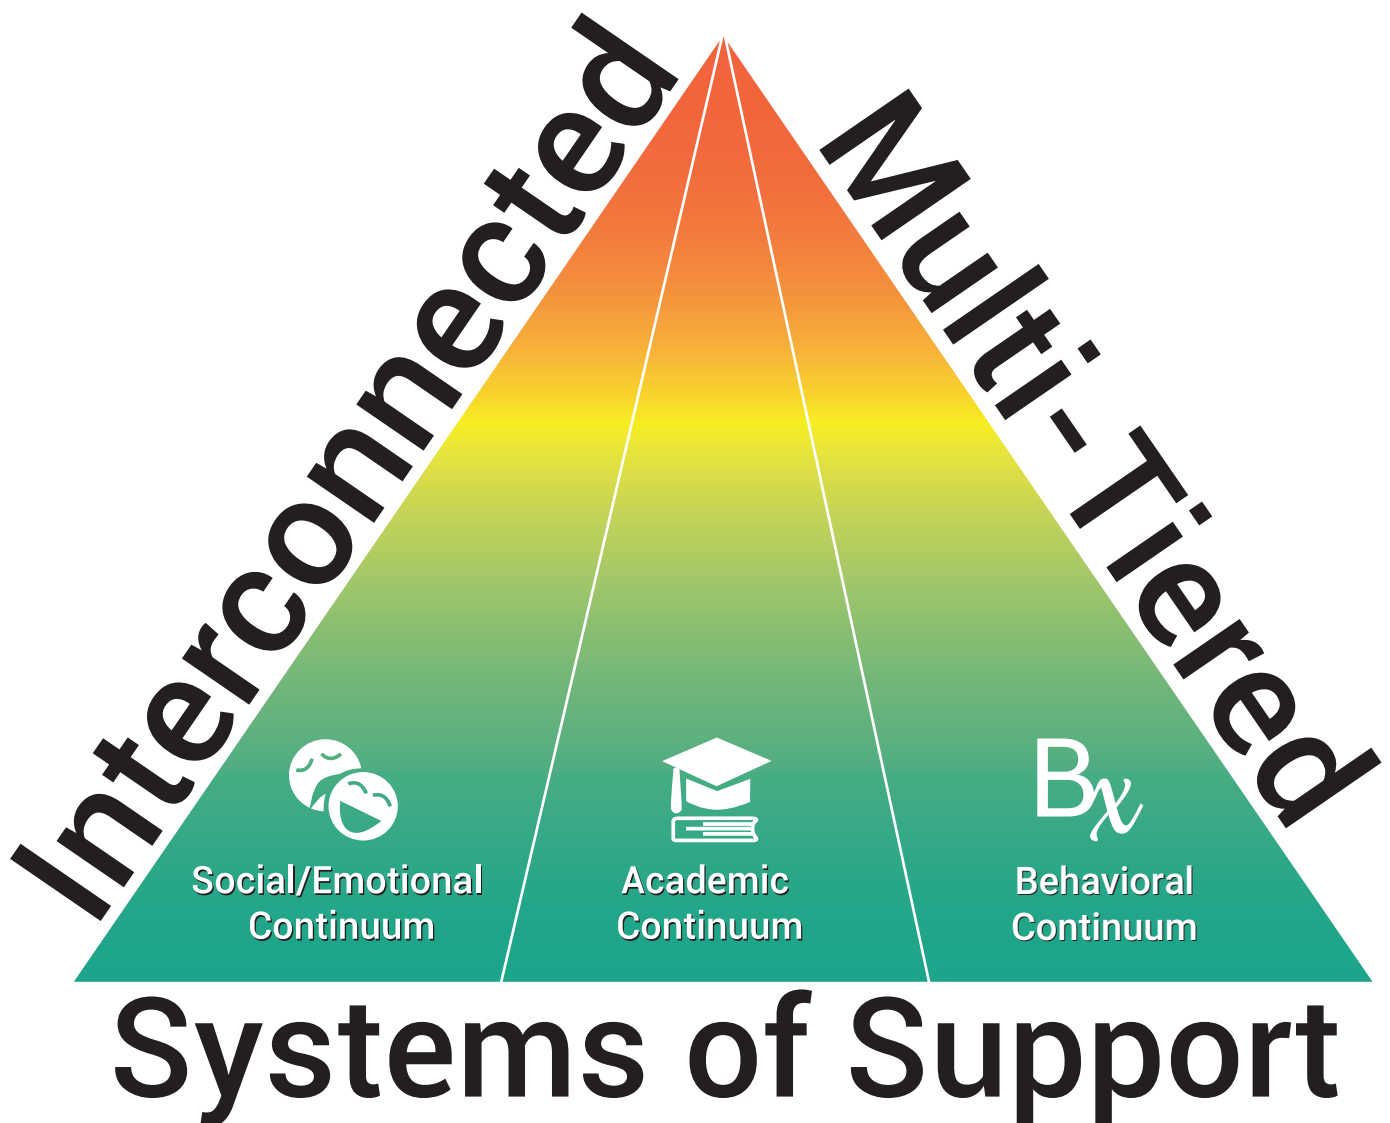 Interconnected
Multi-Tiered
Bx
Social/Emotional
Continuum
Academic
Continuum
Behavioral
Continuum
Systems of Support